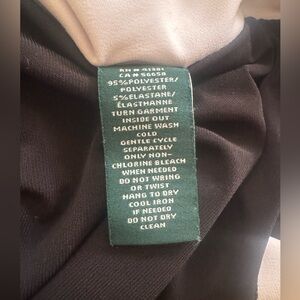 RN # 41381
CA # 56658
95% POLYESTER/
POLYESTER
5% ELASTANE/
ÉLASTHANNE
TURN GARMENT
INSIDE OUT
MACHINE WASH
COLD
GENTLE CYCLE
SEPARATELY
ONLY NON-
CHLORINE BLEACH
WHEN NEEDED
DO NOT WRING
OR TWIST
HANG TO DRY
COOL IRON
IF NEEDED
DO NOT DRY
CLEAN